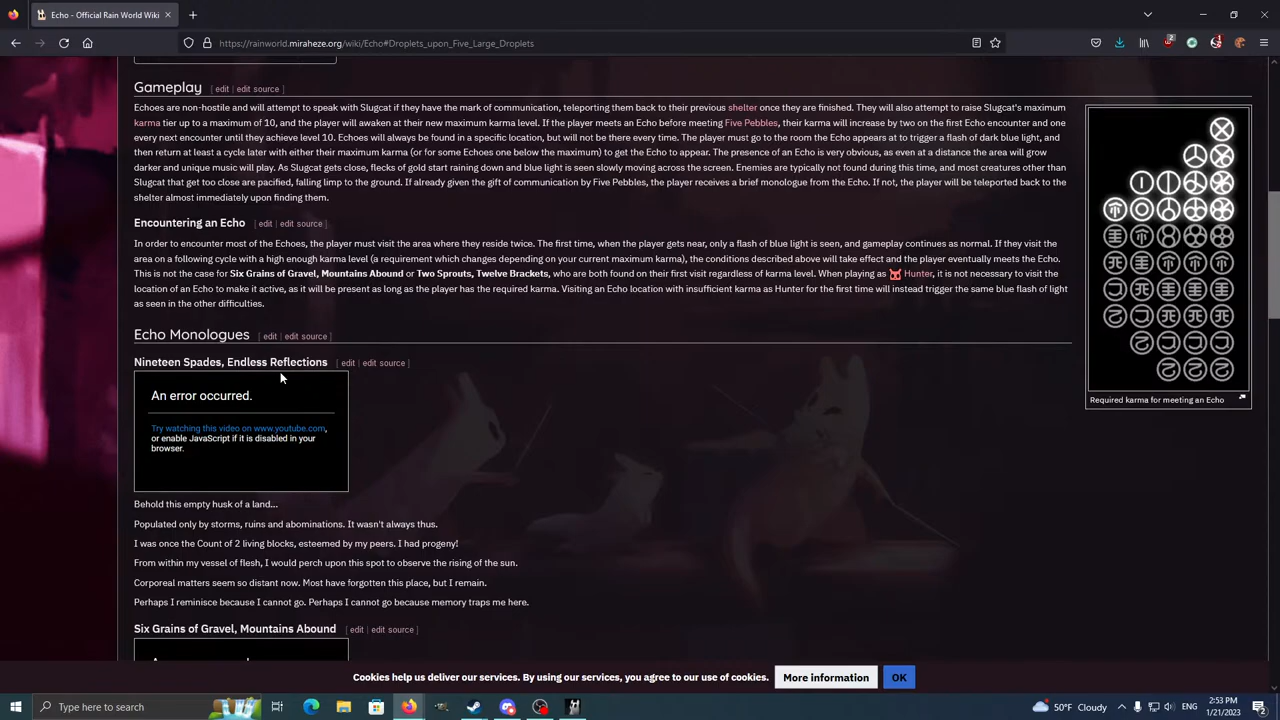 Echo - Official Rain World Wiki
https://rainworld.miraheze.org/wiki/Echo#Droplets_upon_Five_Large_Droplets
2
Gameplay [ edit | edit source ]
Echoes are non-hostile and will attempt to speak with Slugcat if they have the mark of communication, teleporting them back to their previous shelter once they are finished. They will also attempt to raise Slugcat's maximum
karma tier up to a maximum of 10, and the player will awaken at their new maximum karma level. If the player meets an Echo before meeting Five Pebbles, their karma will increase by two on the first Echo encounter and one
every next encounter until they achieve level 10. Echoes will always be found in a specific location, but will not be there every time. The player must go to the room the Echo appears at to trigger a flash of dark blue light, and
then return at least a cycle later with either their maximum karma (or for some Echoes one below the maximum) to get the Echo to appear. The presence of an Echo is very obvious, as even at a distance the area will grow
darker and unique music will play. As Slugcat gets close, flecks of gold start raining down and blue light is seen slowly moving across the screen. Enemies are typically not found during this time, and most creatures other than
Slugcat that get too close are pacified, falling limp to the ground. If already given the gift of communication by Five Pebbles, the player receives a brief monologue from the Echo. If not, the player will be teleported back to the
shelter almost immediately upon finding them.
Encountering an Echo [ edit | edit source ]
In order to encounter most of the Echoes, the player must visit the area where they reside twice. The first time, when the player gets near, only a flash of blue light is seen, and gameplay continues as normal. If they visit the
area on a following cycle with a high enough karma level (a requirement which changes depending on your current maximum karma), the conditions described above will take effect and the player eventually meets the Echo.
This is not the case for Six Grains of Gravel, Mountains Abound or Two Sprouts, Twelve Brackets, who are both found on their first visit regardless of karma level. When playing as Hunter, it is not necessary to visit the
location of an Echo to make it active, as it will be present as long as the player has the required karma. Visiting an Echo location with insufficient karma as Hunter for the first time will instead trigger the same blue flash of light
as seen in the other difficulties.
Required karma for meeting an Echo
Echo Monologues [ edit | edit source ]
Nineteen Spades, Endless Reflections [ edit | edit source ]
An error occurred.
Try watching this video on www.youtube.com,
or enable JavaScript if it is disabled in your
browser.
Behold this empty husk of a land...
Populated only by storms, ruins and abominations. It wasn't always thus.
I was once the Count of 2 living blocks, esteemed by my peers. I had progeny!
From within my vessel of flesh, I would perch upon this spot to observe the rising of the sun.
Corporeal matters seem so distant now. Most have forgotten this place, but I remain.
Perhaps I reminisce because I cannot go. Perhaps I cannot go because memory traps me here.
Six Grains of Gravel, Mountains Abound [ edit | edit source ]
Cookies help us deliver our services. By using our services, you agree to our use of cookies.
More information
OK
Type here to search
50°F Cloudy
ENG
2:53 PM
1/21/2023
2